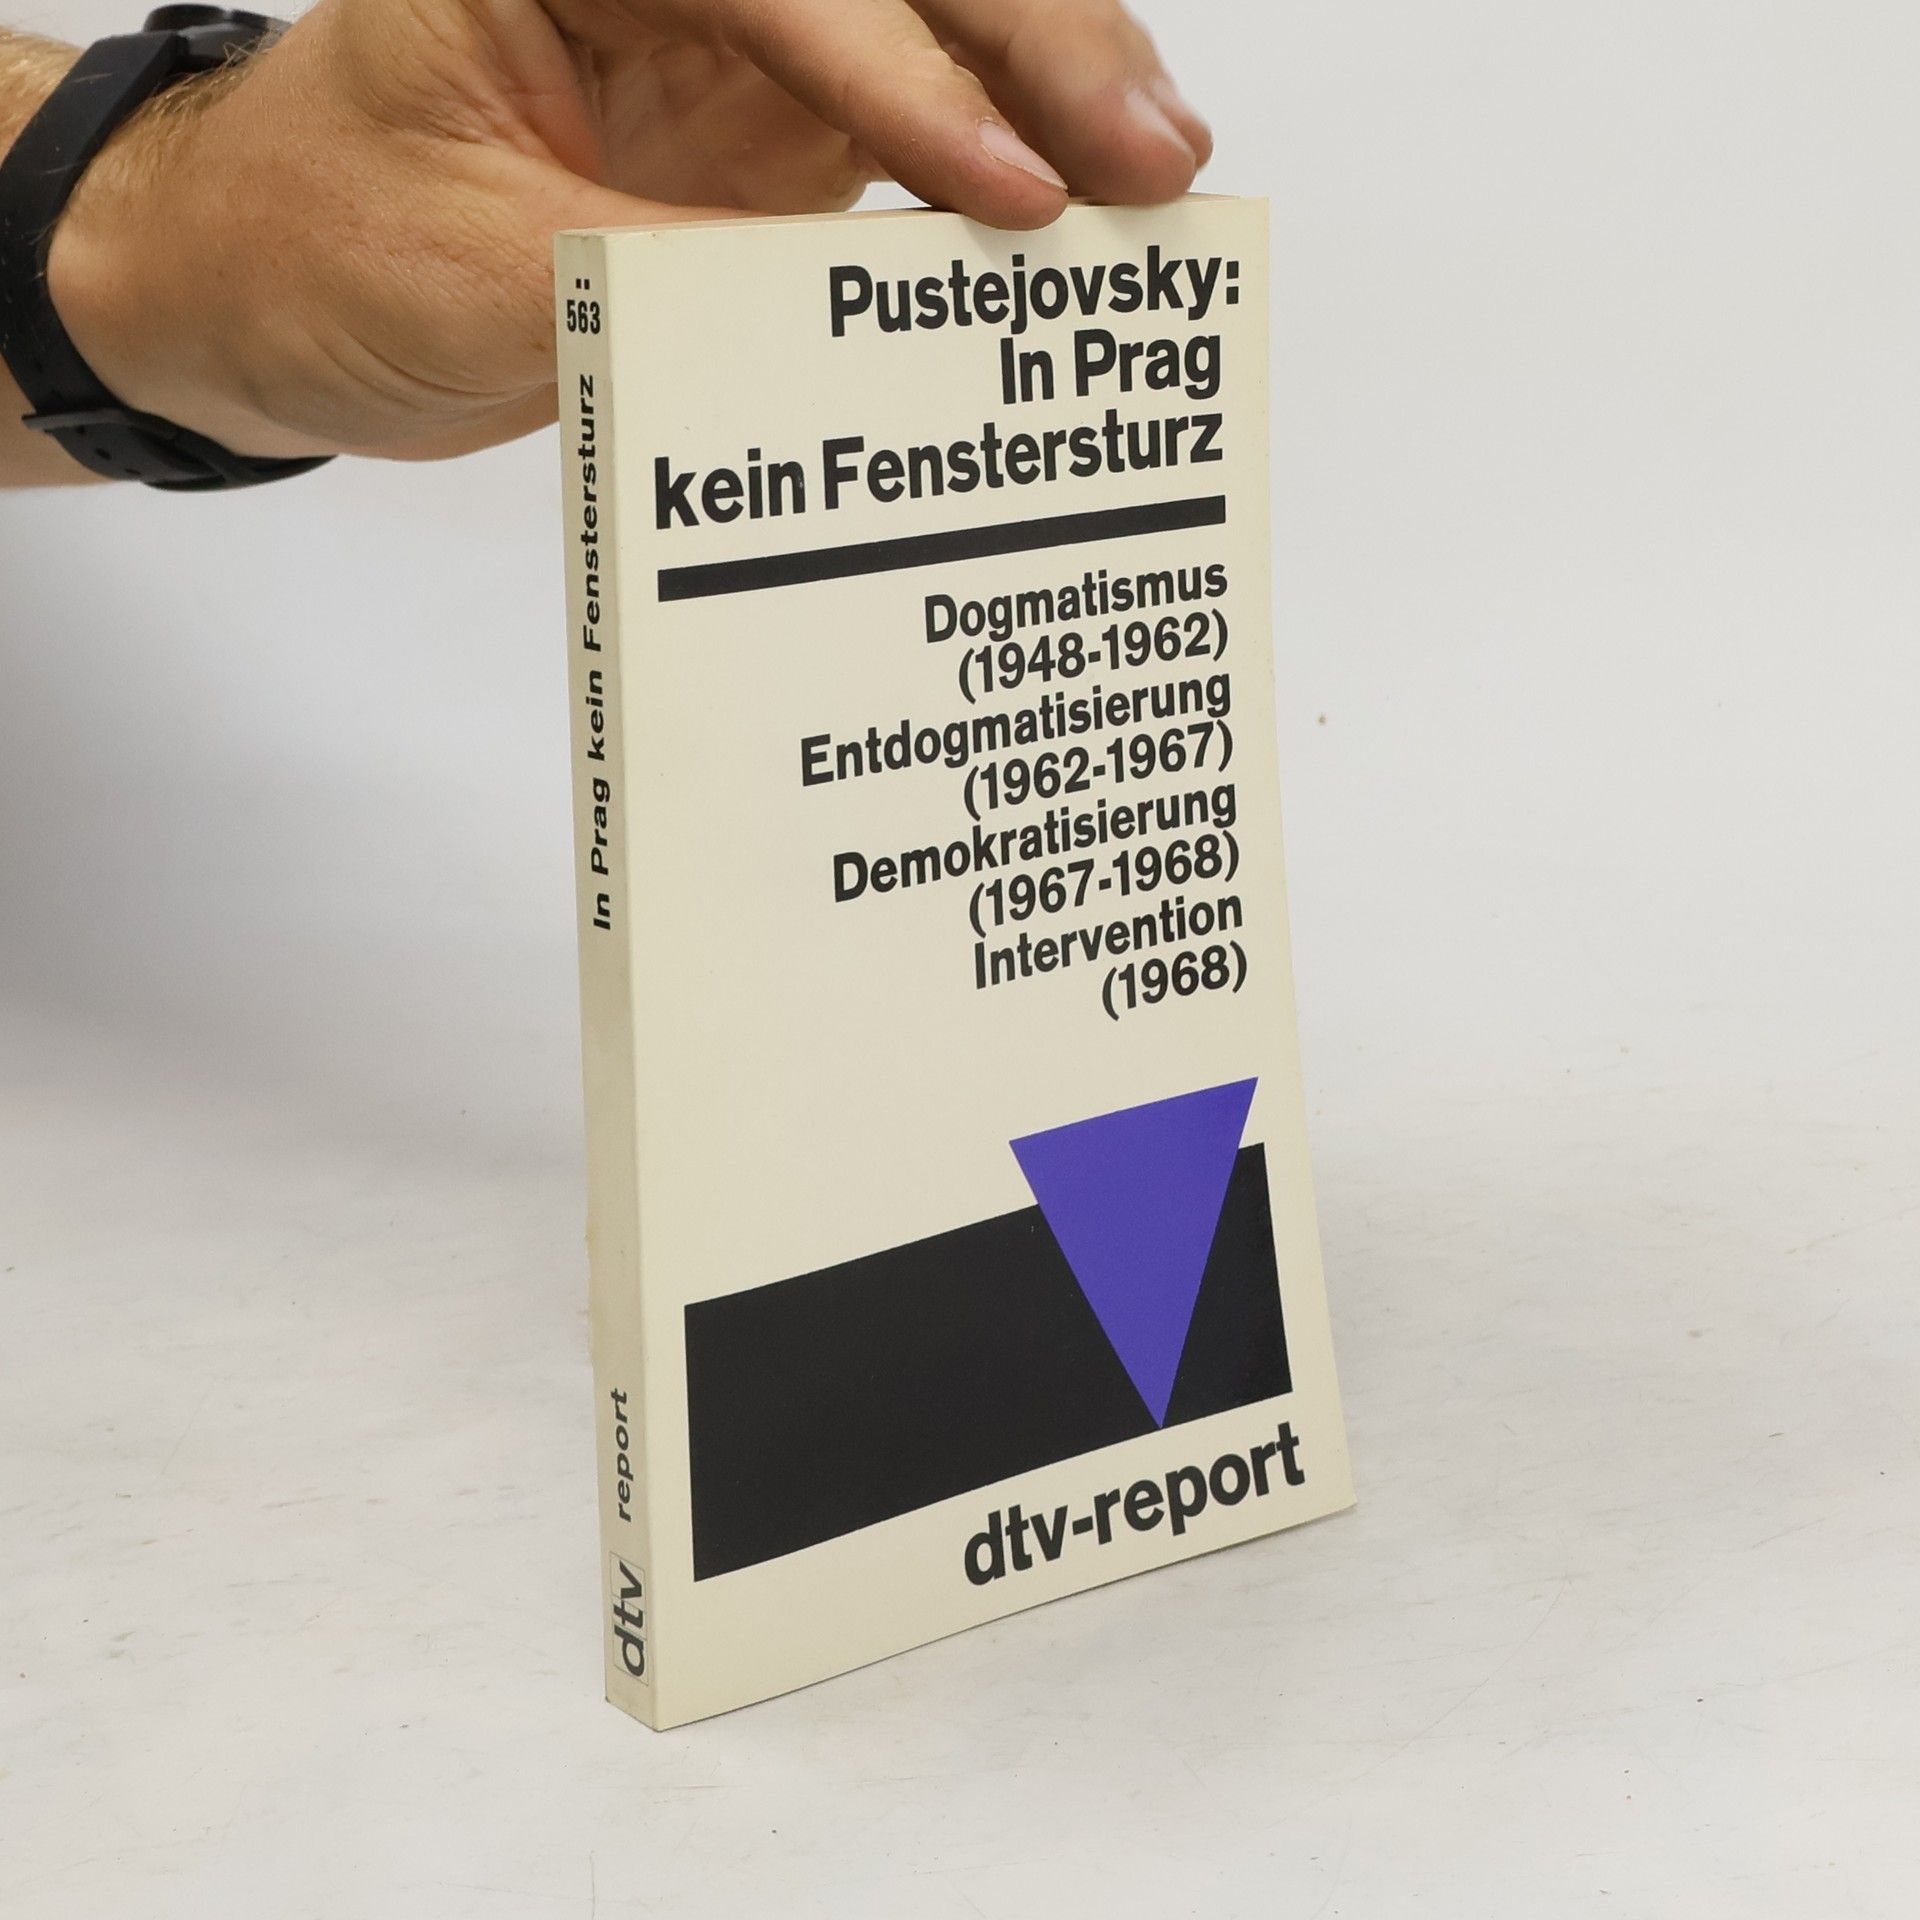 Pustejovsky:
In Prag
kein Fenstersturz
Dogmatismus
(1948-1962)
Entdogmatisierung
(1962-1967)
Demokratisierung
(1967-1968)
Intervention
(1968)
dtv-report
563
In Prag kein Fenstersturz
report
dtv